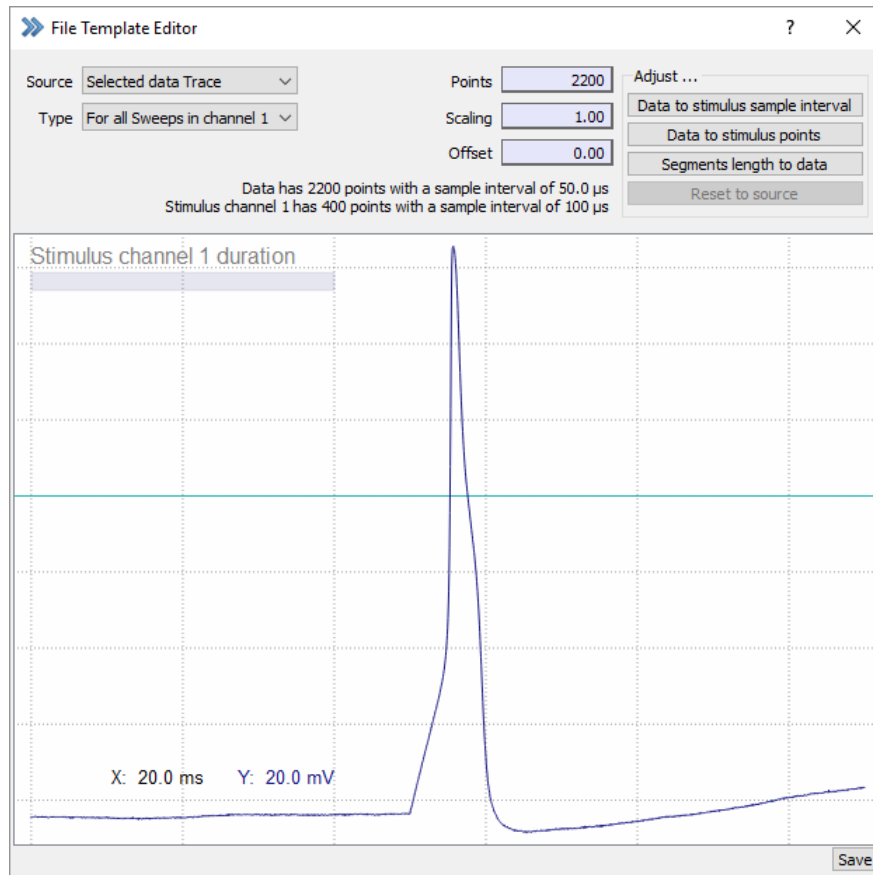 File Template Editor
?
Source Selected data Trace
Type For all Sweeps in channel 1
Points 2200
Scaling 1.00
Offset 0.00
Adjust ...
Data to stimulus sample interval
Data to stimulus points
Segments length to data
Reset to source
Data has 2200 points with a sample interval of 50.0 µs
Stimulus channel 1 has 400 points with a sample interval of 100 µs
Stimulus channel 1 duration
X: 20.0 ms Y: 20.0 mV
Save